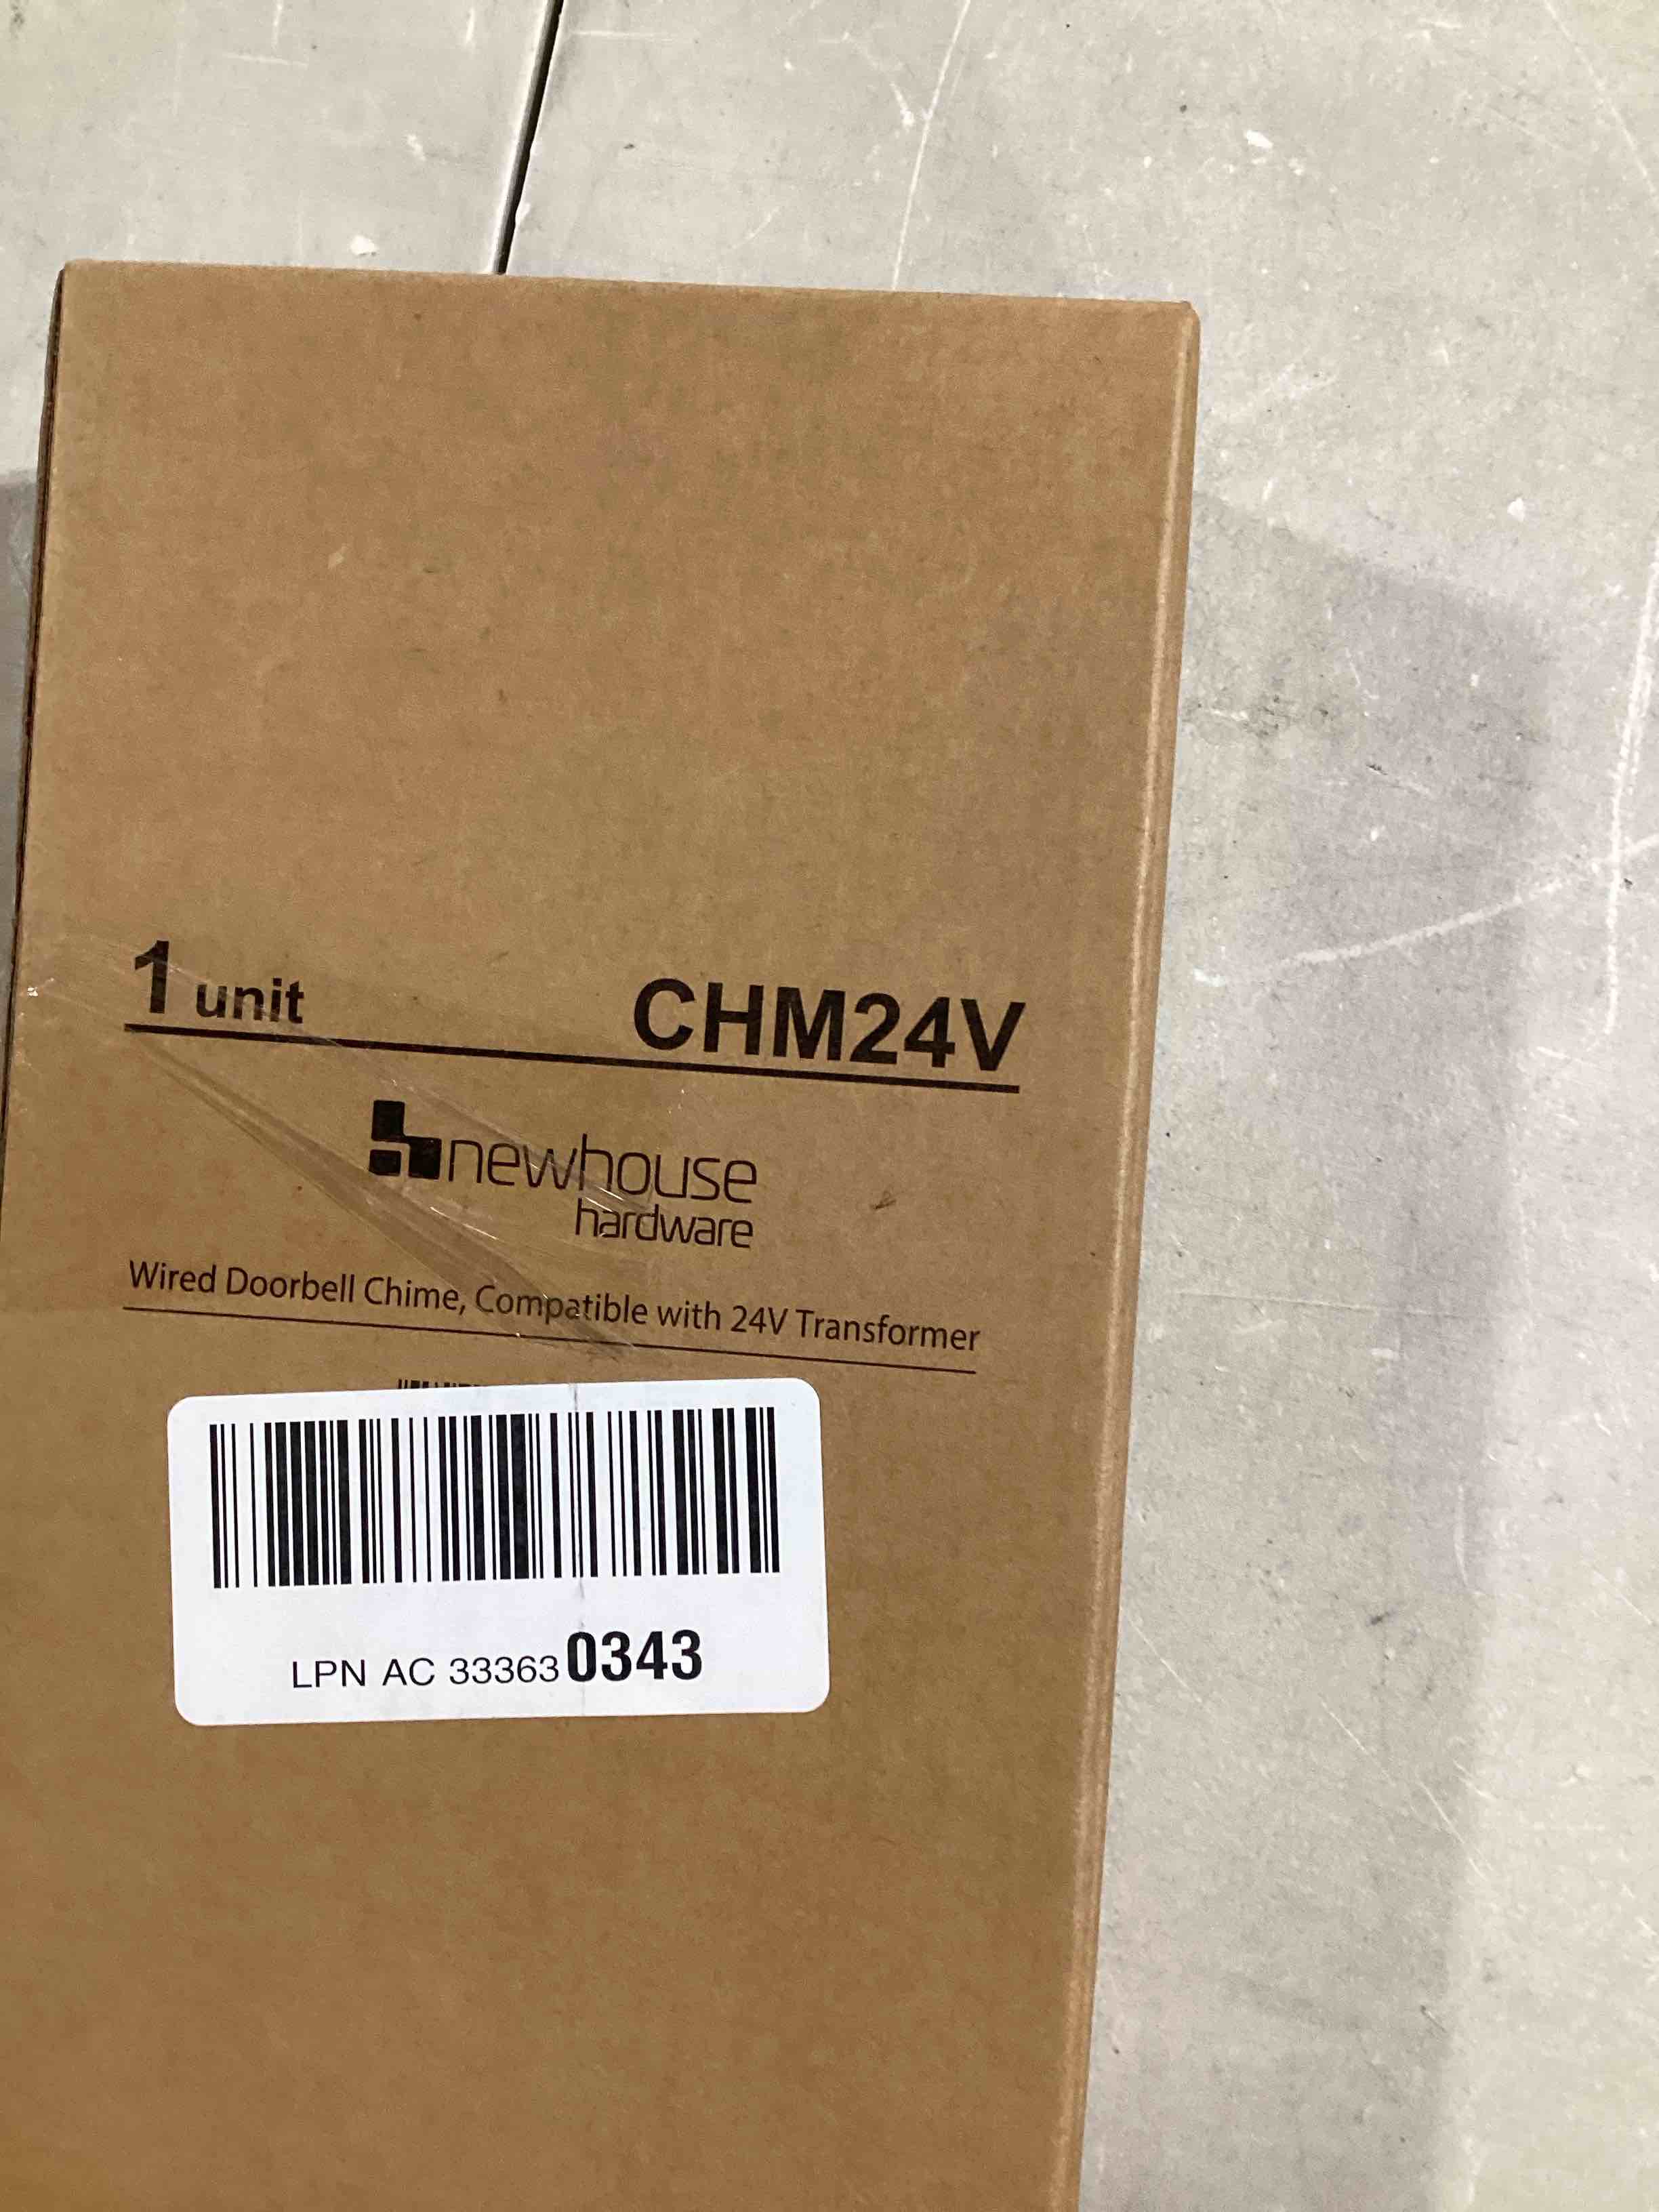 1 unit CHM24V
newhouse
hardware
Wired Doorbell Chime, Compatible with 24V Transformer
LPN AC 333630343